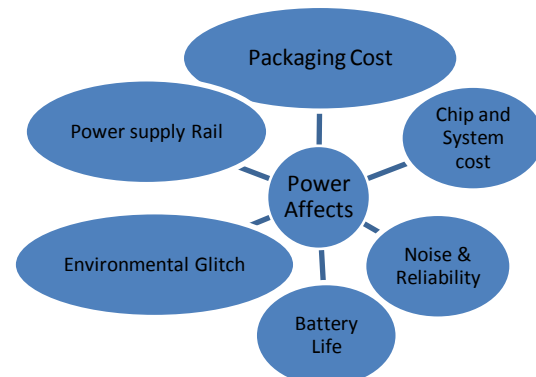 Packaging Cost
Power supply Rail
Chip and
System
cost
Power
Affects
Environmental Glitch
Noise &
Reliability
Battery
Life